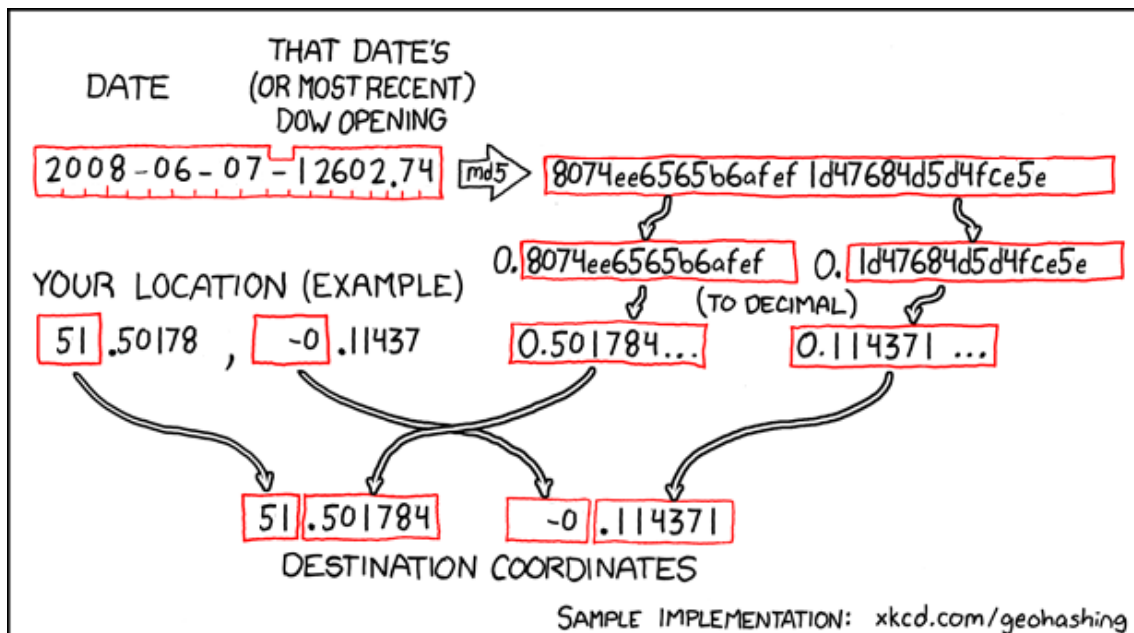 DATE
THAT DATE'S
(OR MOST RECENT)
DOW OPENING
2008-06-07-12602.74
md5
8074ee6565b6afef1d47684d5d4fce5e
0.8074ee6565b6afef
0.1d47684d5d4fce5e
YOUR LOCATION (EXAMPLE)
(TO DECIMAL)
51.50178, -0.11437
0.501784...
0.114371...
51.501784
-0.114371
DESTINATION COORDINATES
SAMPLE IMPLEMENTATION: xkcd.com/geohashing